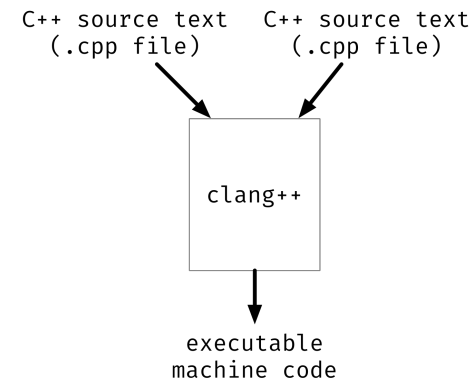 C++ source text
(.cpp file)
C++ source text
(.cpp file)
clang++
executable
machine code